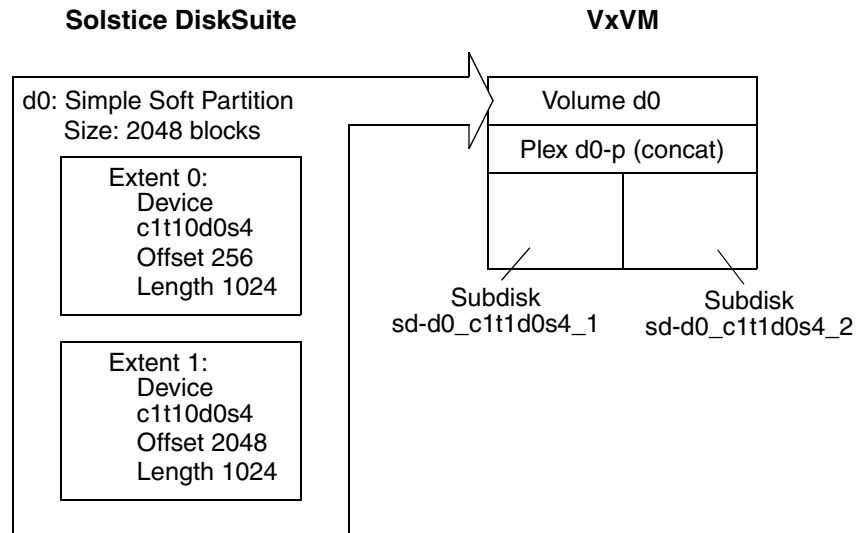 Solstice DiskSuite
VxVM
d0: Simple Soft Partition
Size: 2048 blocks
Extent 0:
Device
c1t10d0s4
Offset 256
Length 1024
Extent 1:
Device
c1t10d0s4
Offset 2048
Length 1024
Volume d0
Plex d0-p (concat)
Subdisk
sd-d0_c1t1d0s4_1
Subdisk
sd-d0_c1t1d0s4_2